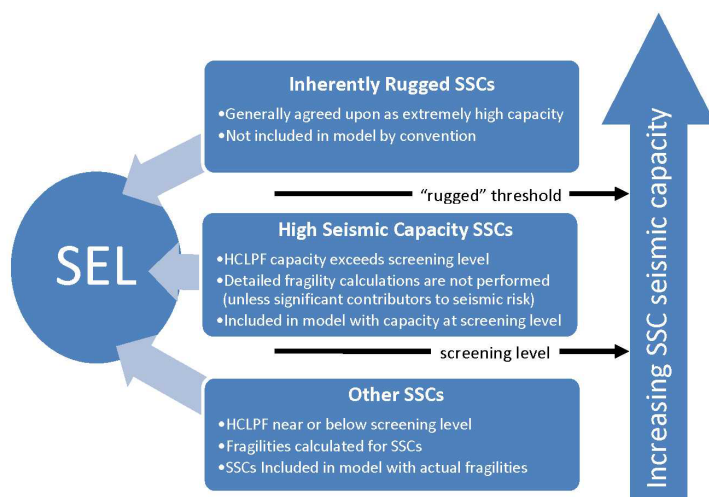 Inherently Rugged SSCs
•Generally agreed upon as extremely high capacity
•Not included in model by convention
“rugged” threshold
SEL
High Seismic Capacity SSCs
•HCLPF capacity exceeds screening level
•Detailed fragility calculations are not performed
(unless significant contributors to seismic risk)
•Included in model with capacity at screening level
screening level
Other SSCs
•HCLPF near or below screening level
•Fragilities calculated for SSCs
•SSCs Included in model with actual fragilities
Increasing SSC seismic capacity